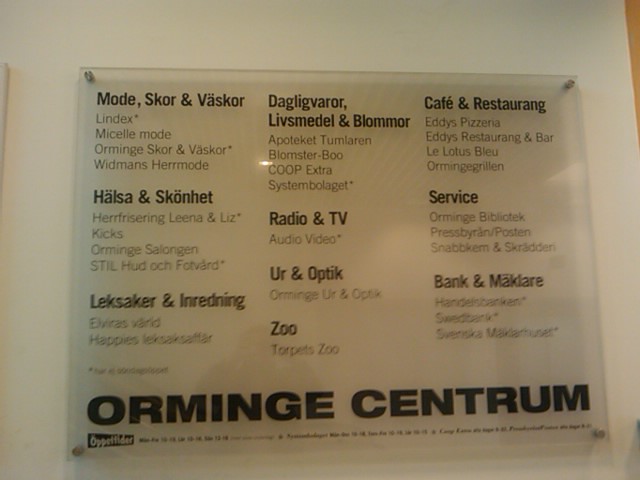 Mode, Skor & Väskor
Lindex*
Micelle mode
Orminge Skor & Väskor*
Widmans Herrmode
Hälsa & Skönhet
Herrfrisering Leena & Liz*
Kicks
Orminge Salongen
STIL Hud och Fotvård*
Leksaker & Inredning
Elviras värld
Happies leksaksaffär
*har ej söndagsöppet
Dagligvaror,
Livsmedel & Blommor
Apoteket Tumlaren
Blomster-Boo
COOP Extra
Systembolaget*
Radio & TV
Audio Video*
Ur & Optik
Orminge Ur & Optik
Zoo
Torpets Zoo
Café & Restaurang
Eddys Pizzeria
Eddys Restaurang & Bar
Le Lotus Bleu
Ormingegrillen
Service
Orminge Bibliotek
Pressbyrån/Posten
Snabbkem & Skrädderi
Bank & Mäklare
Handelsbanken*
Swedbank*
Svenska Mäklarhuset*
ORMINGE CENTRUM
Öppettider